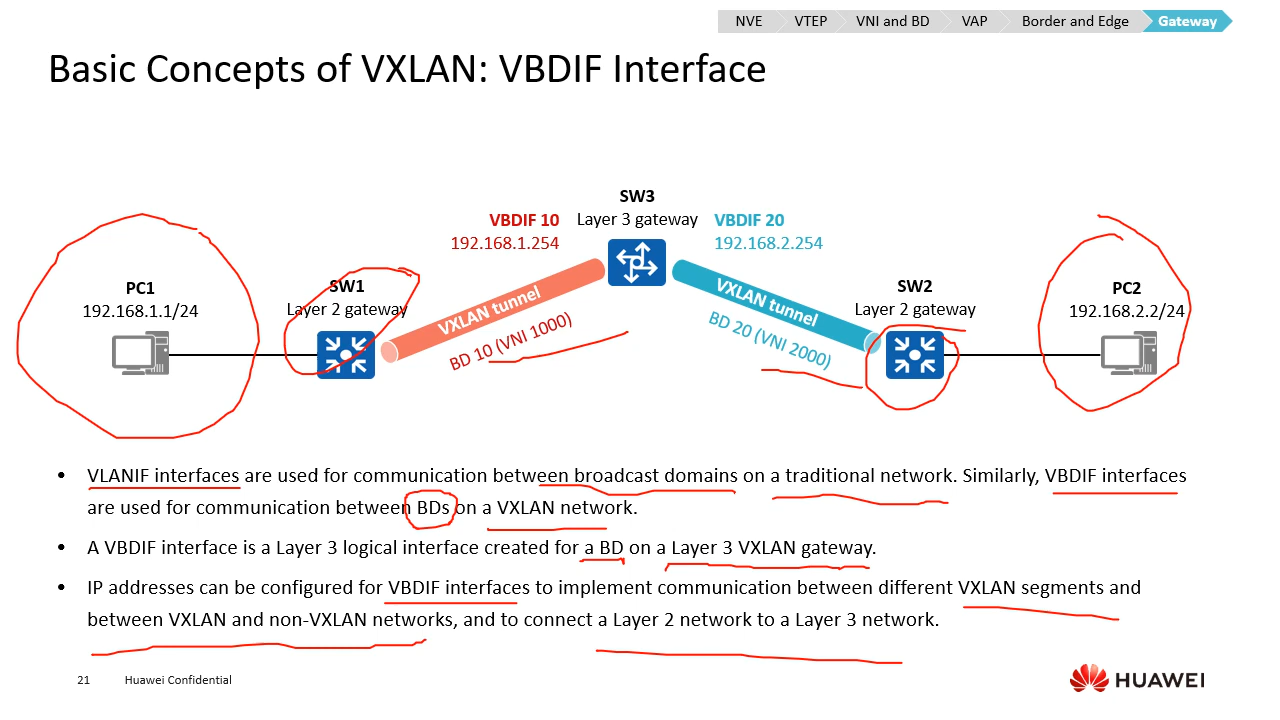 NVE VTEP VNI and BD VAP Border and Edge Gateway
Basic Concepts of VXLAN: VBDIF Interface
SW3
Layer 3 gateway
VBDIF 10
192.168.1.254
VBDIF 20
192.168.2.254
PC1
192.168.1.1/24
SW1
Layer 2 gateway
VXLAN tunnel
BD 10 (VNI 1000)
VXLAN tunnel
BD 20 (VNI 2000)
SW2
Layer 2 gateway
PC2
192.168.2.2/24
• VLANIF interfaces are used for communication between broadcast domains on a traditional network. Similarly, VBDIF interfaces
are used for communication between BDs on a VXLAN network.
• A VBDIF interface is a Layer 3 logical interface created for a BD on a Layer 3 VXLAN gateway.
• IP addresses can be configured for VBDIF interfaces to implement communication between different VXLAN segments and
between VXLAN and non-VXLAN networks, and to connect a Layer 2 network to a Layer 3 network.
21 Huawei Confidential
HUAWEI